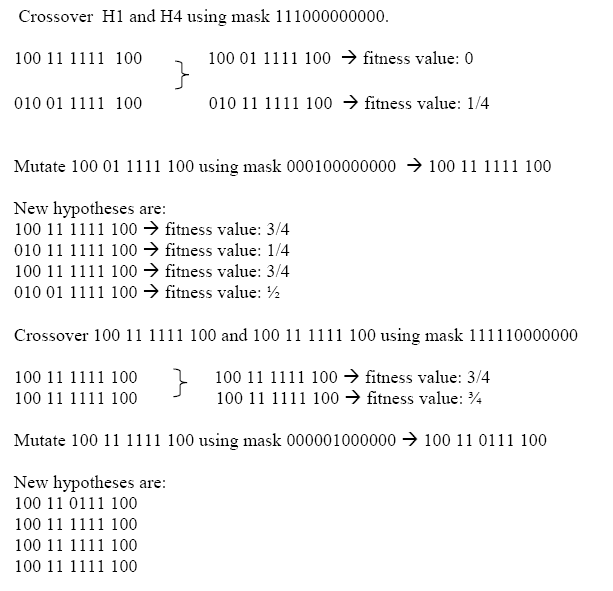 Crossover H1 and H4 using mask 111000000000.
100 11 1111 100 } 100 01 1111 100 → fitness value: 0
010 01 1111 100 010 11 1111 100 → fitness value: 1/4
Mutate 100 01 1111 100 using mask 000100000000 → 100 11 1111 100
New hypotheses are:
100 11 1111 100 → fitness value: 3/4
010 11 1111 100 → fitness value: 1/4
100 11 1111 100 → fitness value: 3/4
010 01 1111 100 → fitness value: ½
Crossover 100 11 1111 100 and 100 11 1111 100 using mask 111110000000
100 11 1111 100 } 100 11 1111 100 → fitness value: 3/4
100 11 1111 100 100 11 1111 100 → fitness value: ¾
Mutate 100 11 1111 100 using mask 000001000000 → 100 11 0111 100
New hypotheses are:
100 11 0111 100
100 11 1111 100
100 11 1111 100
100 11 1111 100